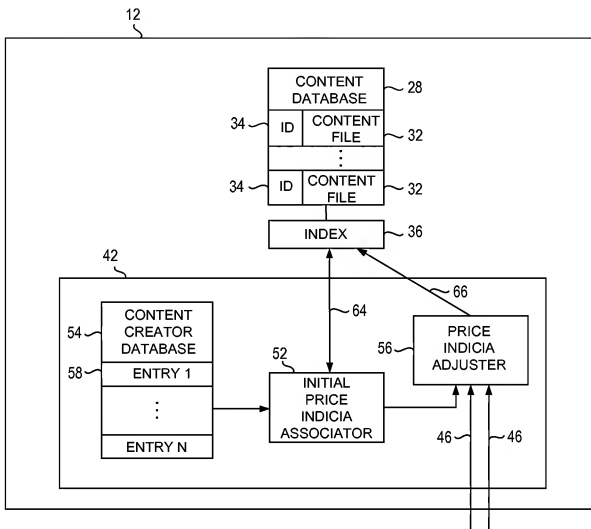 12
CONTENT
DATABASE
28
34
ID
CONTENT
FILE
32
⋮
34
ID
CONTENT
FILE
32
INDEX
36
42
66
64
54
CONTENT
CREATOR
DATABASE
58
ENTRY 1
⋮
ENTRY N
52
INITIAL
PRICE
INDICIA
ASSOCIATOR
56
PRICE
INDICIA
ADJUSTER
46
46